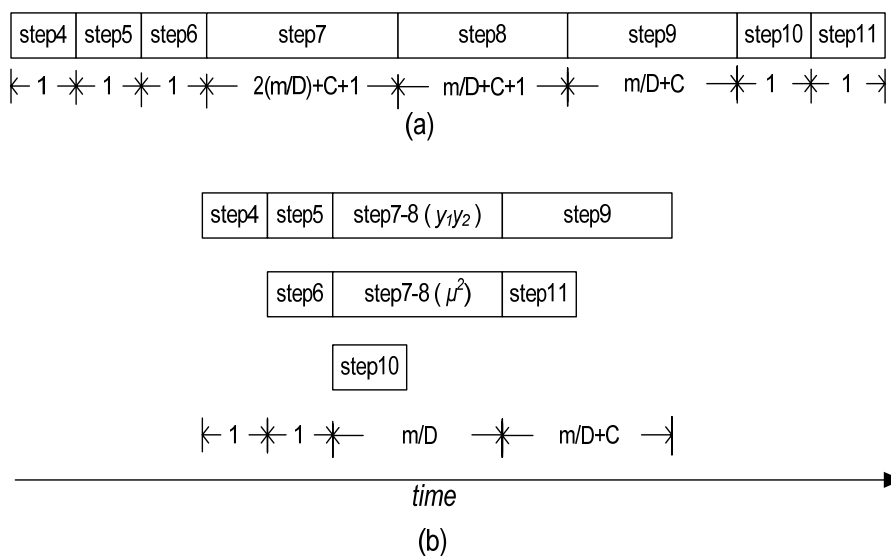 step4 step5 step6 step7 step8 step9 step10 step11
1 1 1 2(m/D)+C+1 m/D+C+1 m/D+C 1 1
(a)
step4 step5 step7-8 ( y₁y₂ ) step9
step6 step7-8 ( μ² ) step11
step10
1 1 m/D m/D+C
time
(b)